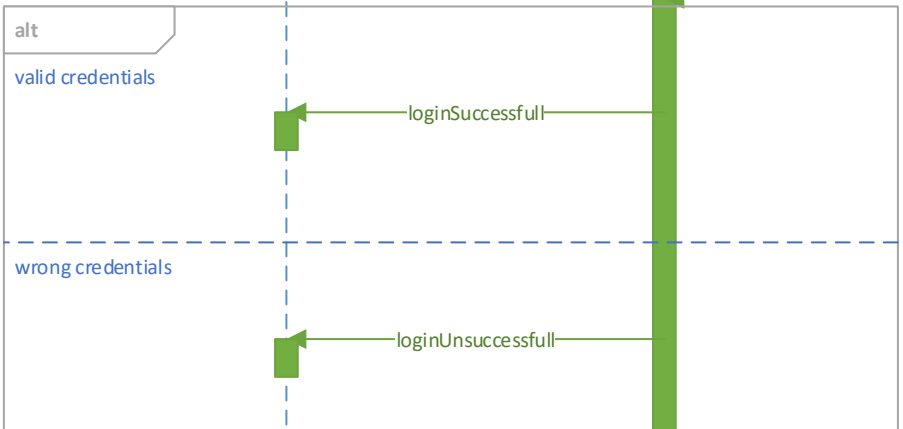 alt
valid credentials
loginSuccessfull
wrong credentials
loginUnsuccessfull